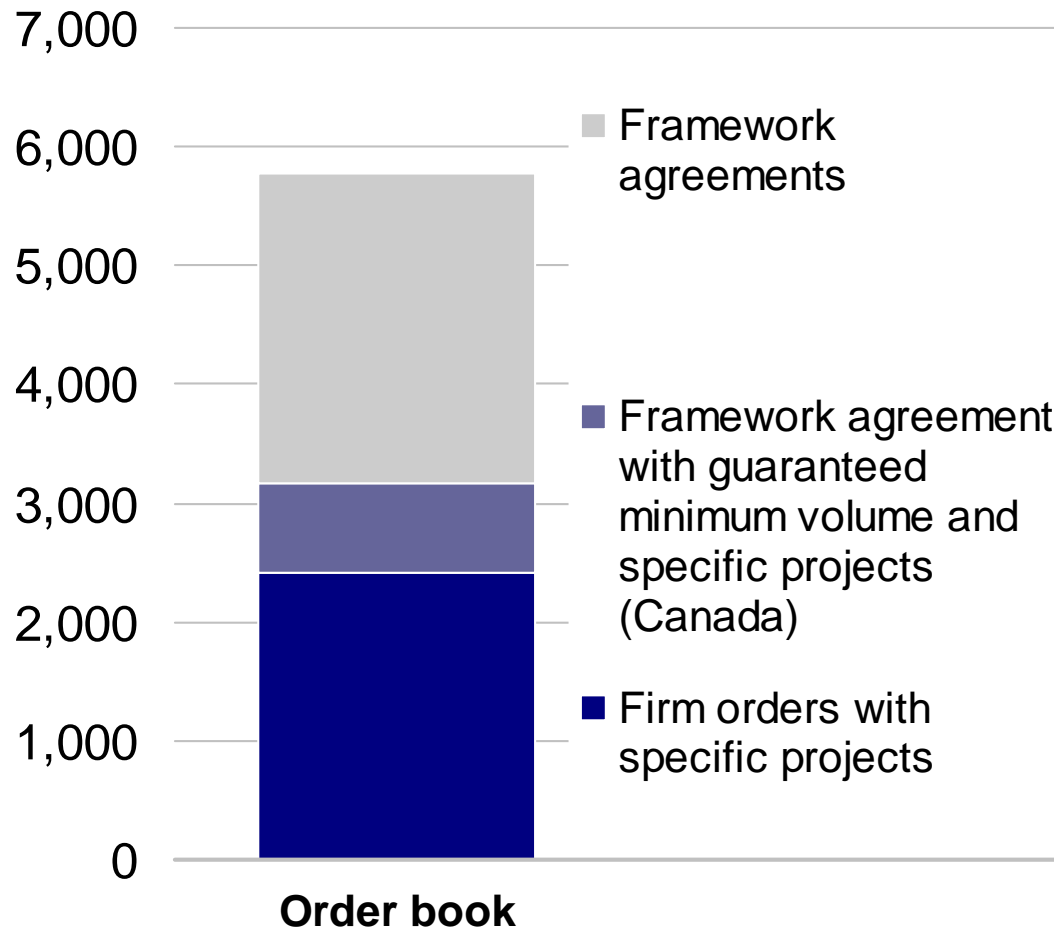 7,000
6,000
5,000
4,000
3,000
2,000
1,000
0
Order book
Framework
agreements
Framework agreement
with guaranteed
minimum volume and
specific projects
(Canada)
Firm orders with
specific projects